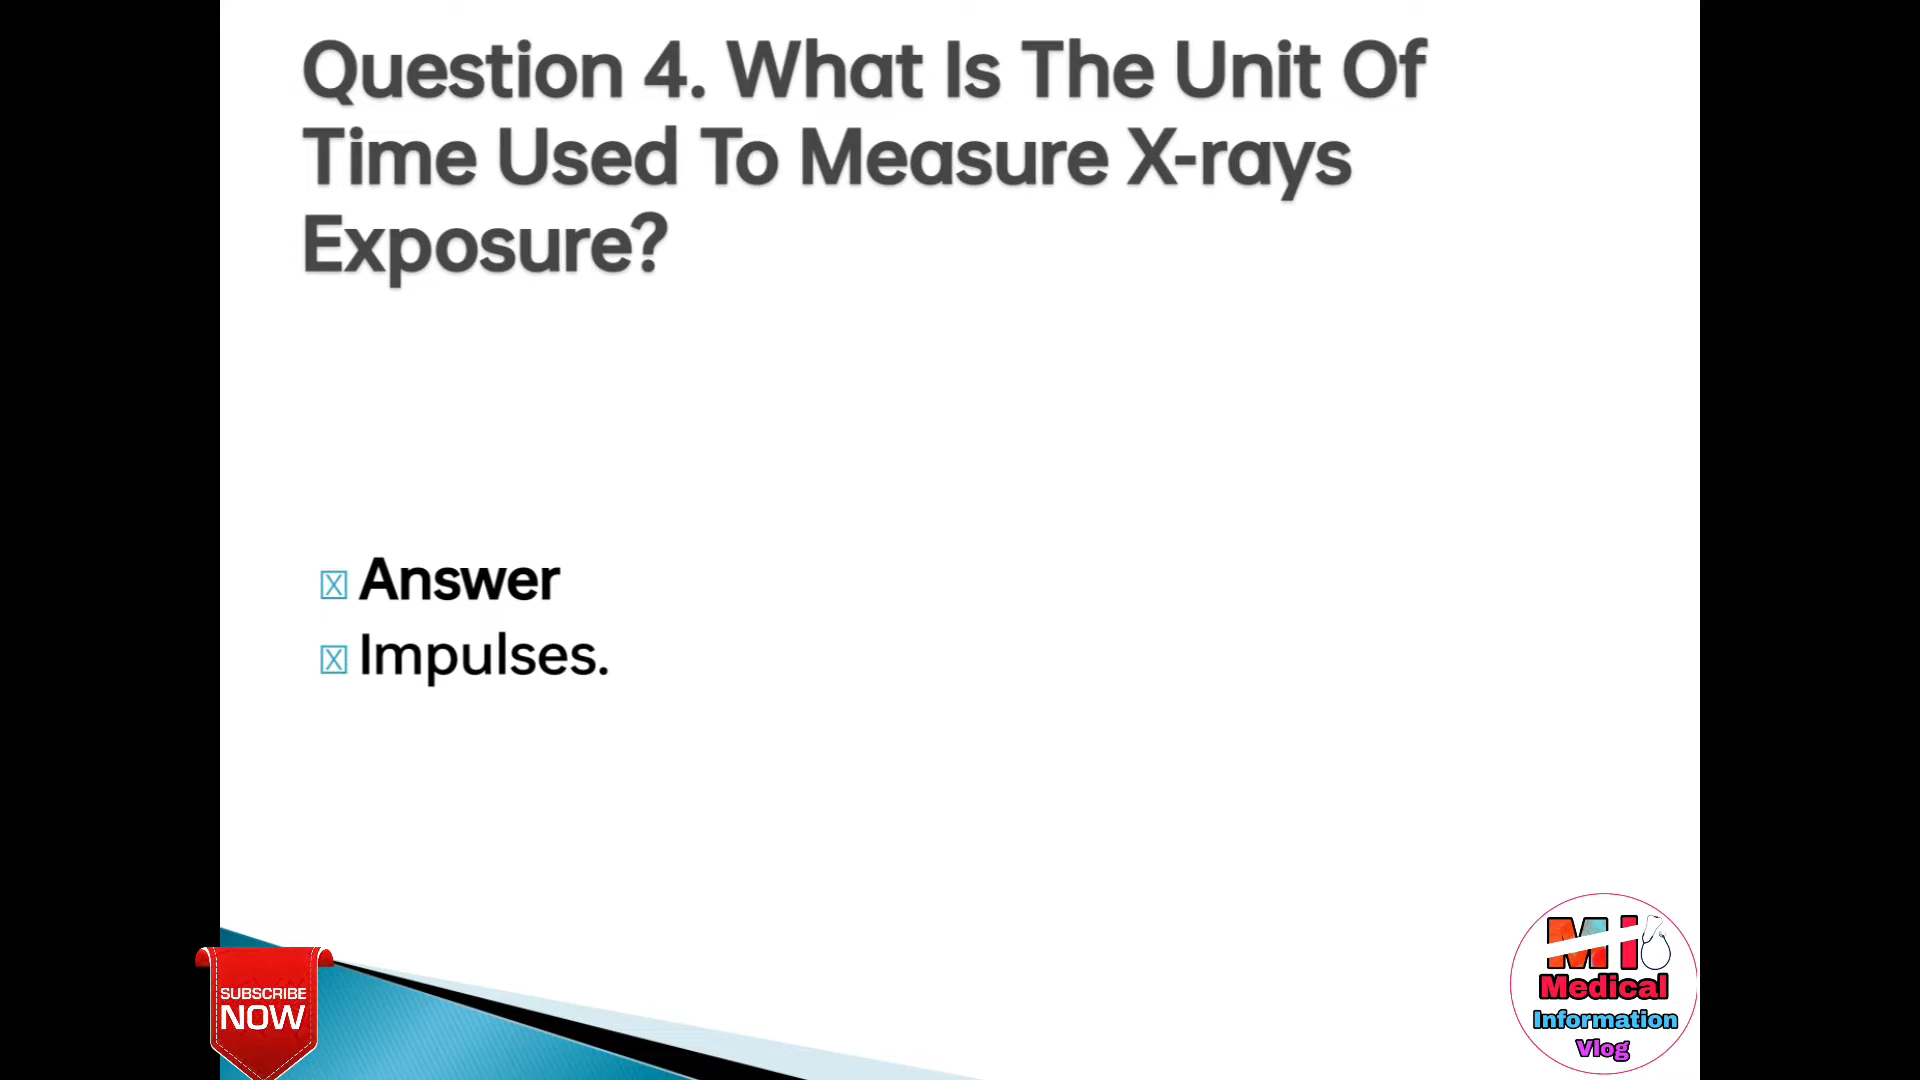 Question 4. What Is The Unit Of
Time Used To Measure X-rays
Exposure?
Answer
Impulses.
SUBSCRIBE
NOW
MI
Medical
Information
Vlog